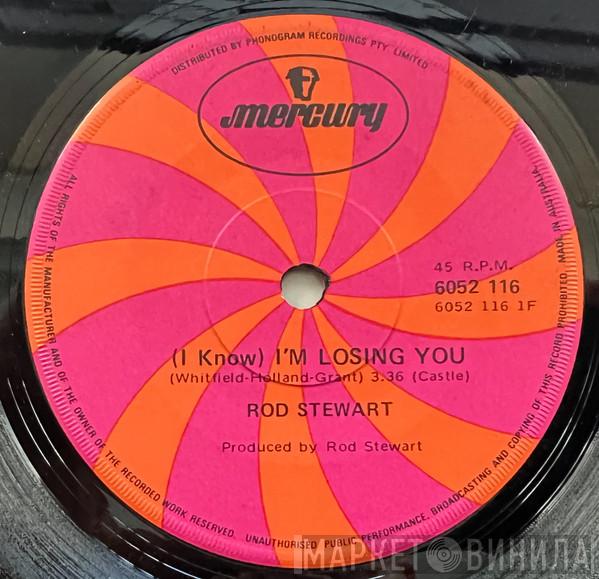 DISTRIBUTED BY PHONOGRAM RECORDINGS PTY. LIMITED
mercury
45 R.P.M.
6052 116
6052 116 1F
(I Know) I'M LOSING YOU
(Whitfield-Holland-Grant) 3.36 (Castle)
ROD STEWART
Produced by Rod Stewart
ALL RIGHTS OF THE MANUFACTURER AND OF THE OWNER OF THE RECORDED WORK RESERVED. UNAUTHORISED PUBLIC PERFORMANCE, BROADCASTING AND COPYING OF THIS RECORD PROHIBITED. MADE IN AUSTRALIA.
МАРКЕТ ВИНИЛА